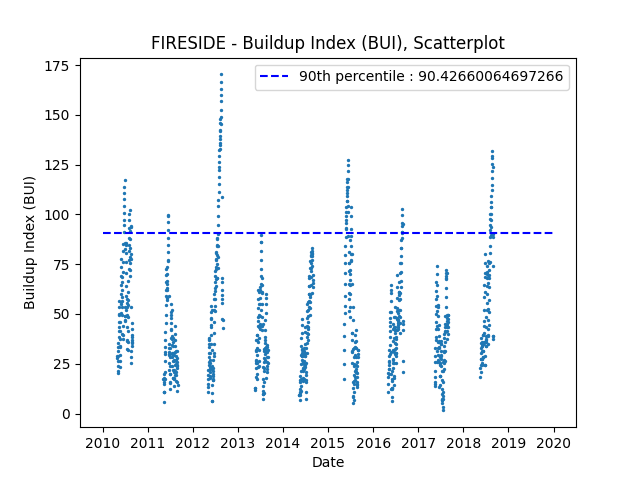 FIRESIDE - Buildup Index (BUI), Scatterplot
90th percentile : 90.42660064697266
Buildup Index (BUI)
175
150
125
100
75
50
25
0
2010 2011 2012 2013 2014 2015 2016 2017 2018 2019 2020
Date